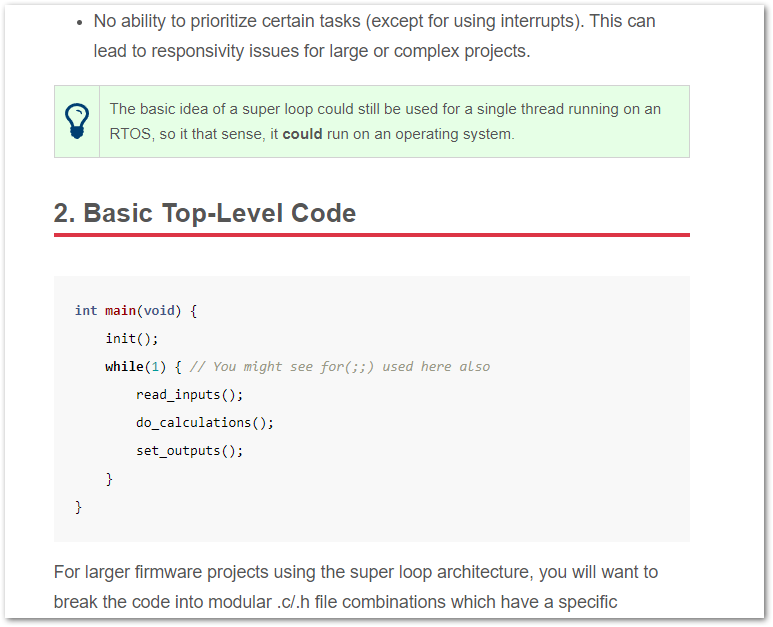 • No ability to prioritize certain tasks (except for using interrupts). This can
lead to responsivity issues for large or complex projects.
The basic idea of a super loop could still be used for a single thread running on an
RTOS, so it that sense, it could run on an operating system.
2. Basic Top-Level Code
int main(void) {
    init();
    while(1) { // You might see for(;;) used here also
        read_inputs();
        do_calculations();
        set_outputs();
    }
}
For larger firmware projects using the super loop architecture, you will want to
break the code into modular .c/.h file combinations which have a specific